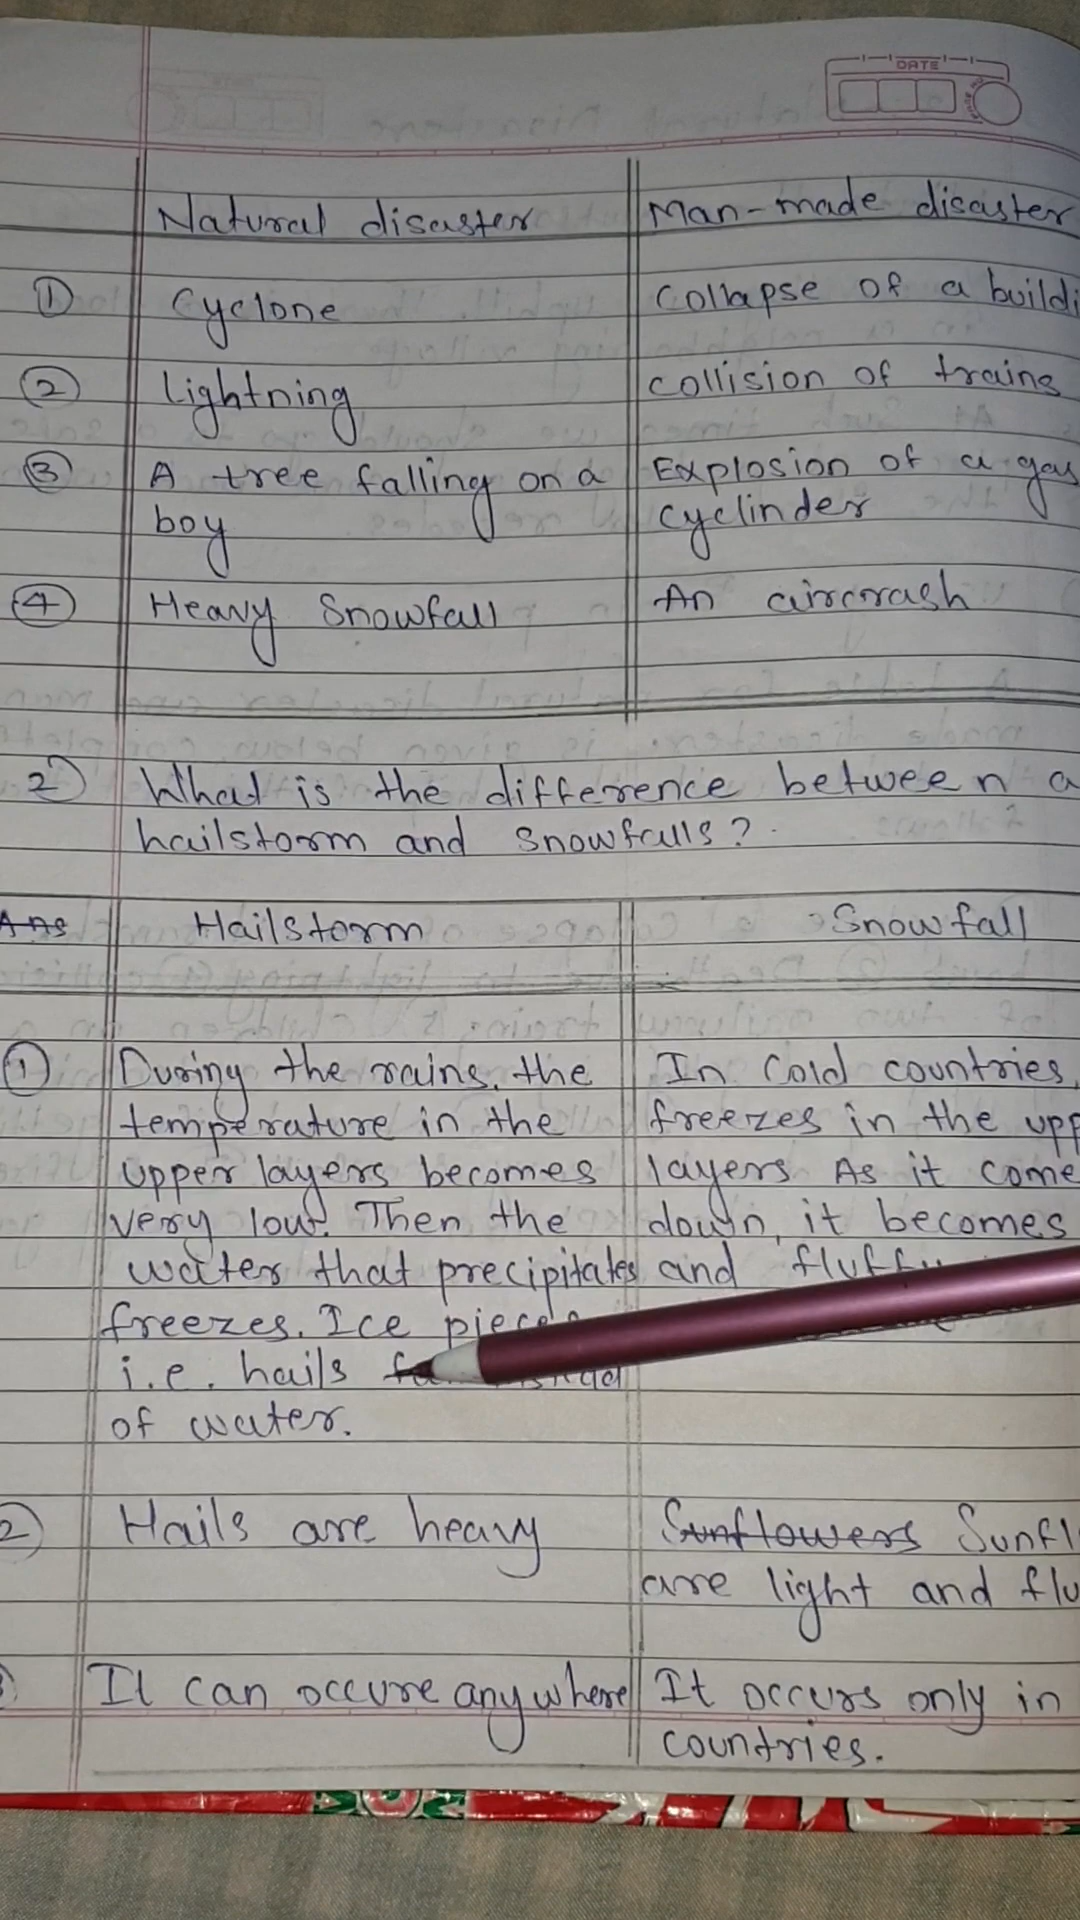 DATE
Natural disaster Man-made disaster
① Cyclone Collapse of a buildi
② Lightning Collision of trains
③ A tree falling on a Explosion of a gas
boy cyclinder
④ Heavy Snowfall An aircrash
2) What is the difference between a
hailstorm and snowfalls?
Ans Hailstorm Snowfall
① During the rains, the In cold countries,
temperature in the freezes in the upp
upper layers becomes layers As it come
very low. Then the down, it becomes
water that precipitates and fluffy
freezes. Ice pieces
i.e. hails
of water.
2) Hails are heavy Sunflowers Sunfl
are light and flu
It can occure anywhere It occurs only in
countries.